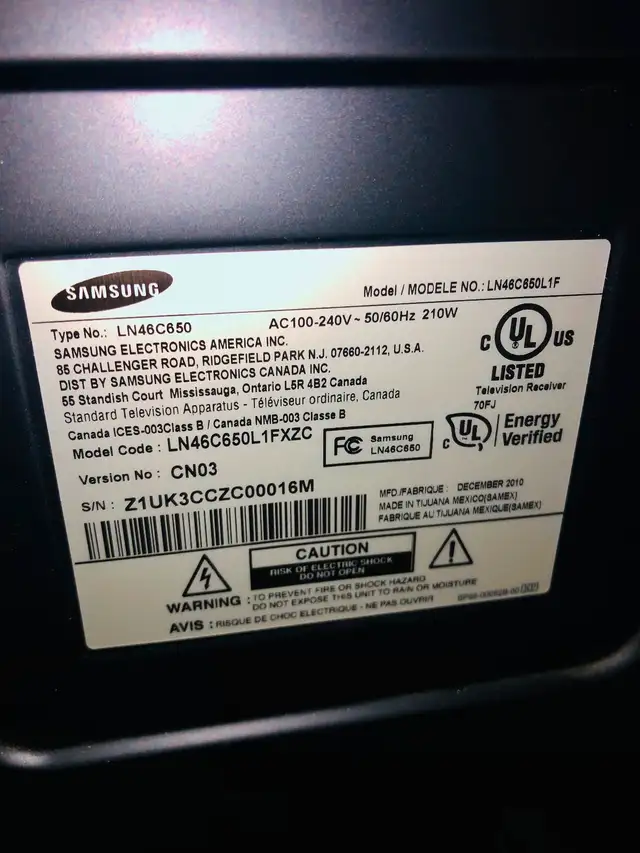 SAMSUNG
Model / MODELE NO.: LN46C650L1F
Type No.: LN46C650 AC100-240V~50/60Hz 210W
SAMSUNG ELECTRONICS AMERICA INC.
85 CHALLENGER ROAD, RIDGEFIELD PARK N.J. 07660-2112, U.S.A.
DIST BY SAMSUNG ELECTRONICS CANADA INC.
55 Standish Court Mississauga, Ontario L5R 4B2 Canada
Standard Television Apparatus - Téléviseur ordinaire, Canada
Canada ICES-003Class B / Canada NMB-003 Classe B
C UL US
LISTED
Television Receiver
70FJ
Model Code : LN46C650L1FXZC
FC Samsung
LN46C650
C UL Energy
Verified
Version No : CN03
S/N : Z1UK3CCZC00016M
MFD/FABRIQUE : DECEMBER 2010
MADE IN TIJUANA MEXICO(SAMEX)
FABRIQUE AU TIJUANA MEXIQUE(SAMEX)
CAUTION
RISK OF ELECTRIC SHOCK
DO NOT OPEN
WARNING : TO PREVENT FIRE OR SHOCK HAZARD
DO NOT EXPOSE THIS UNIT TO RAIN OR MOISTURE
AVIS : RISQUE DE CHOC ELECTRIQUE - NE PAS OUVRIR